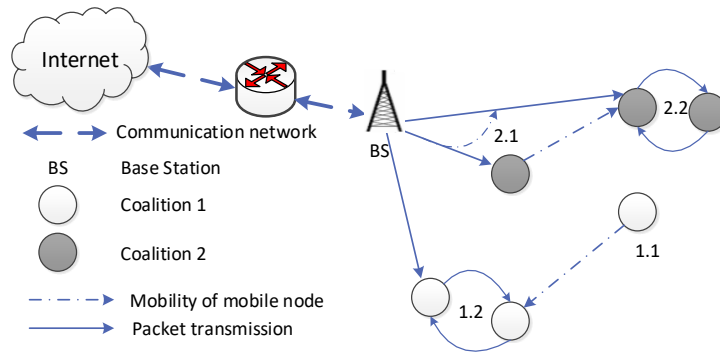 Internet
Communication network
BS
Base Station
Coalition 1
Coalition 2
Mobility of mobile node
Packet transmission
BS
2.1
2.2
1.1
1.2